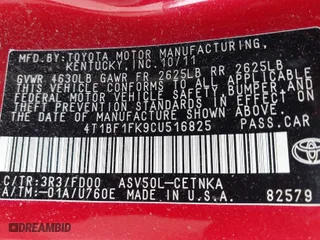 MFD.BY:TOYOTA MOTOR MANUFACTURING,
KENTUCKY,INC.10/11
GVWR 4630LB GAWR FR 2625LB RR 2625LB
THIS VEHICLE CONFORMS TO ALL APPLICABLE
FEDERAL MOTOR VEHICLE SAFETY, BUMPER, AND
THEFT PREVENTION STANDARDS IN EFFECT ON
THE DATE OF MANUFACTURE SHOWN ABOVE.
4T1BF1FK9CU516825 PASS.CAR
C/TR:3R3/FD00 ASV50L-CETNKA
A/TM:-01A/U760E MADE IN U.S.A. 82579
TOYOTA